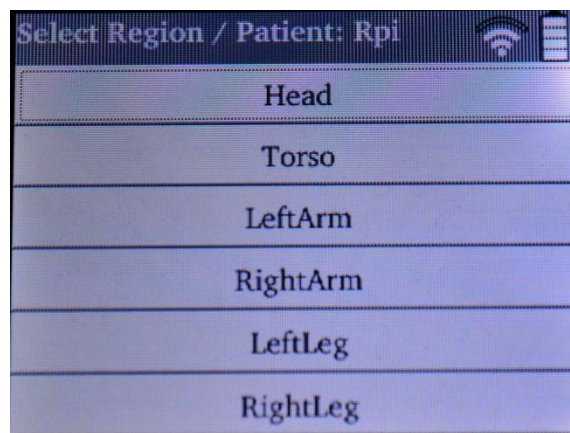 Select Region / Patient: Rpi
Head
Torso
LeftArm
RightArm
LeftLeg
RightLeg